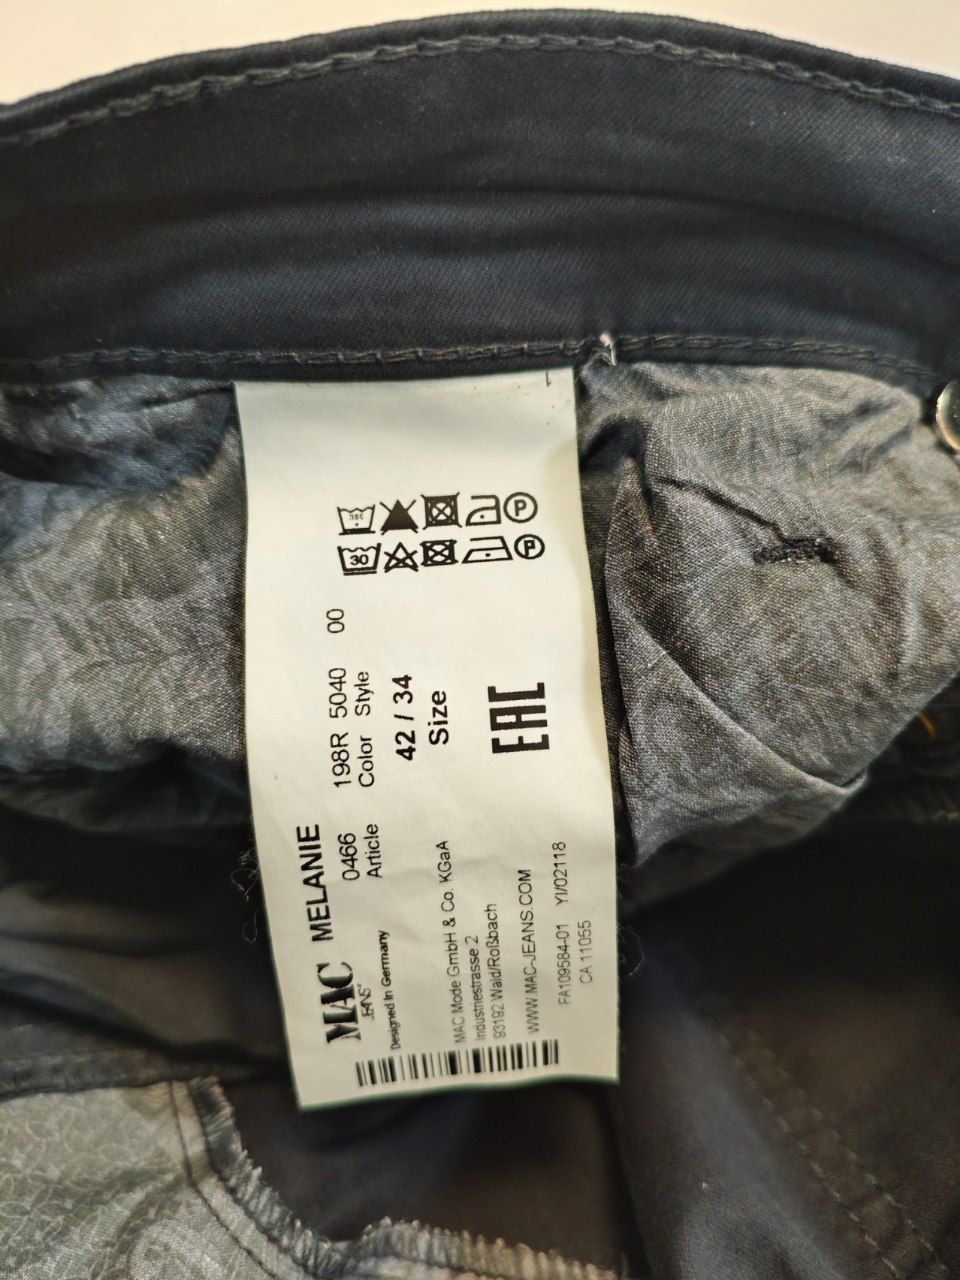 MAC MELANIE
JEANS
0466 198R 5040 00
Article Color Style
Designed in Germany
42 / 34
Size
MAC Mode GmbH & Co. KGaA
Industriestrasse 2
93192 Wald/Roßbach
EAC
WWW.MAC-JEANS.COM
FA109584-01 YI/02118
CA 11055
30
P
P